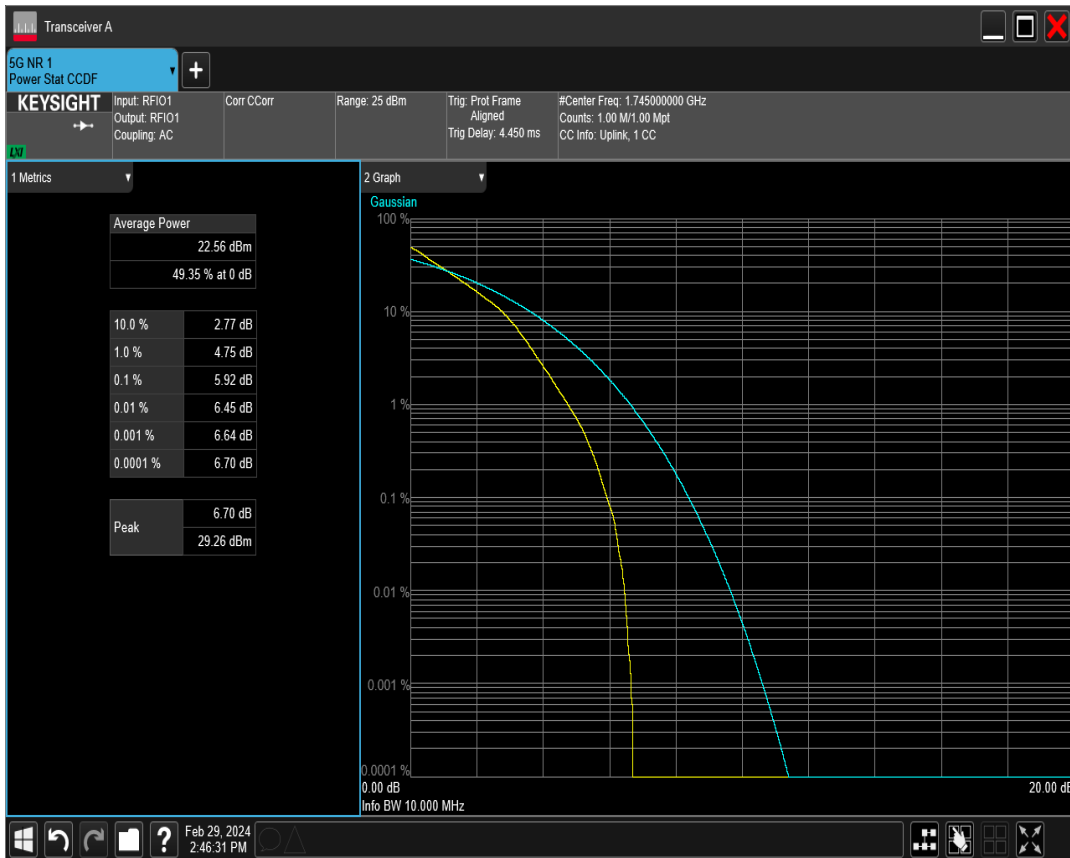 Transceiver A
5G NR 1
Power Stat CCDF
+
KEYSIGHT
LXI
Input: RFIO1
Output: RFIO1
Coupling: AC
Corr CCorr
Range: 25 dBm
Trig: Prot Frame
Aligned
Trig Delay: 4.450 ms
#Center Freq: 1.745000000 GHz
Counts: 1.00 M/1.00 Mpt
CC Info: Uplink, 1 CC
1 Metrics
Average Power
22.56 dBm
49.35 % at 0 dB
10.0 % 2.77 dB
1.0 % 4.75 dB
0.1 % 5.92 dB
0.01 % 6.45 dB
0.001 % 6.64 dB
0.0001 % 6.70 dB
Peak
6.70 dB
29.26 dBm
2 Graph
Gaussian
100 %
10 %
1 %
0.1 %
0.01 %
0.001 %
0.0001 %
0.00 dB
20.00 dB
Info BW 10.000 MHz
?
Feb 29, 2024
2:46:31 PM